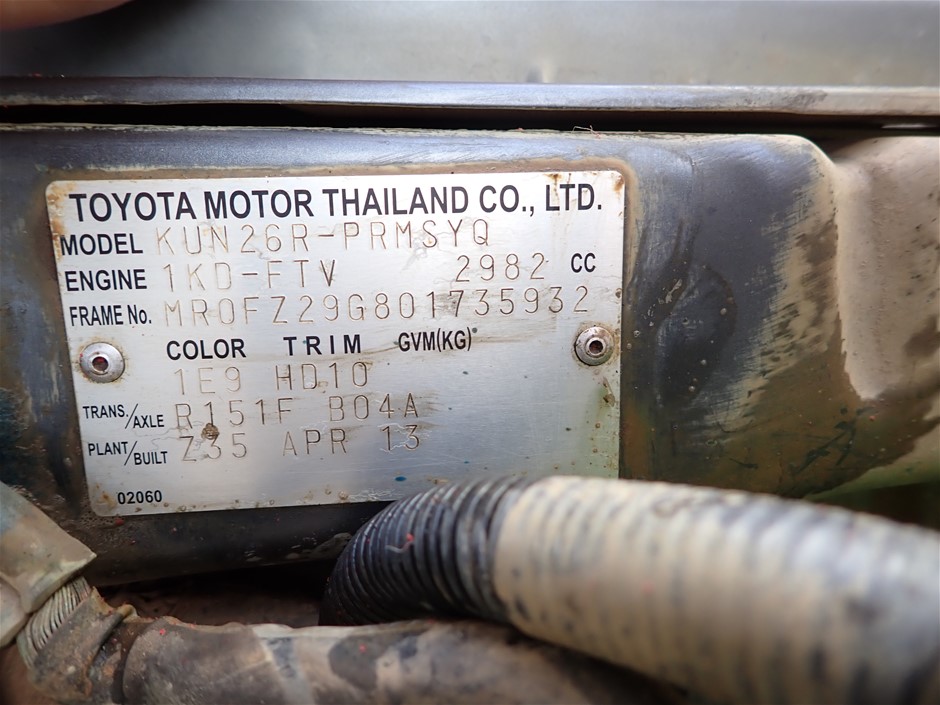 TOYOTA MOTOR THAILAND CO., LTD.
MODEL KUN26R-PRMSYQ
ENGINE 1KD-FTV 2982 CC
FRAME No. MR0FZ29G801735932
COLOR TRIM GVM(KG)
1E9 HD10
TRANS./AXLE R151F B04A
PLANT/BUILT Z35 APR 13
02060